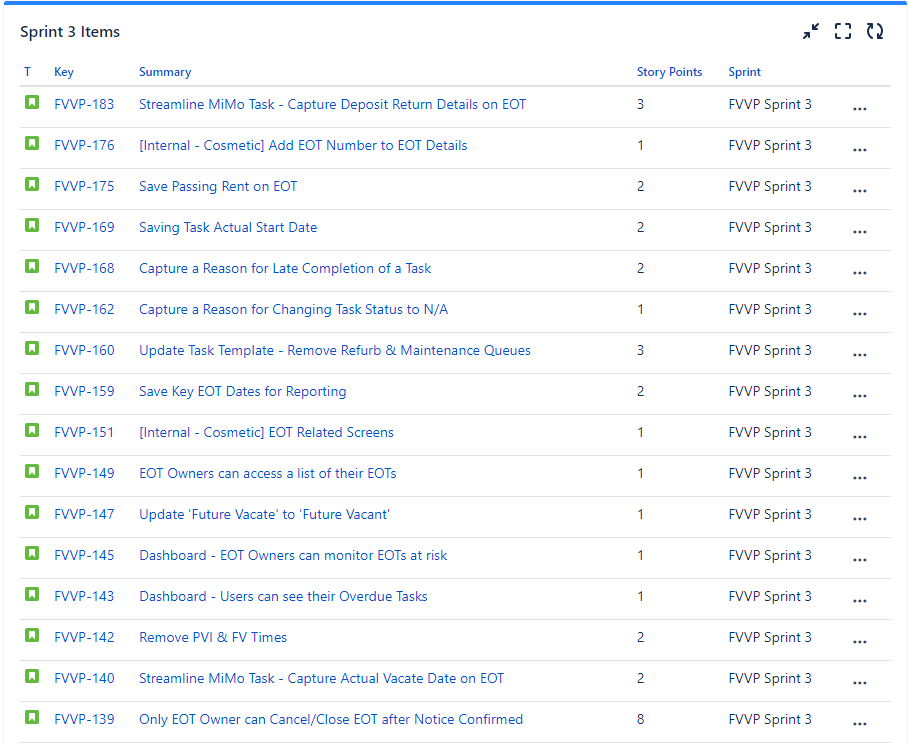 Sprint 3 Items
T Key Summary Story Points Sprint
FVVP-183 Streamline MiMo Task - Capture Deposit Return Details on EOT 3 FVVP Sprint 3
FVVP-176 [Internal - Cosmetic] Add EOT Number to EOT Details 1 FVVP Sprint 3
FVVP-175 Save Passing Rent on EOT 2 FVVP Sprint 3
FVVP-169 Saving Task Actual Start Date 2 FVVP Sprint 3
FVVP-168 Capture a Reason for Late Completion of a Task 2 FVVP Sprint 3
FVVP-162 Capture a Reason for Changing Task Status to N/A 1 FVVP Sprint 3
FVVP-160 Update Task Template - Remove Refurb & Maintenance Queues 3 FVVP Sprint 3
FVVP-159 Save Key EOT Dates for Reporting 2 FVVP Sprint 3
FVVP-151 [Internal - Cosmetic] EOT Related Screens 1 FVVP Sprint 3
FVVP-149 EOT Owners can access a list of their EOTs 1 FVVP Sprint 3
FVVP-147 Update 'Future Vacate' to 'Future Vacant' 1 FVVP Sprint 3
FVVP-145 Dashboard - EOT Owners can monitor EOTs at risk 1 FVVP Sprint 3
FVVP-143 Dashboard - Users can see their Overdue Tasks 1 FVVP Sprint 3
FVVP-142 Remove PVI & FV Times 2 FVVP Sprint 3
FVVP-140 Streamline MiMo Task - Capture Actual Vacate Date on EOT 2 FVVP Sprint 3
FVVP-139 Only EOT Owner can Cancel/Close EOT after Notice Confirmed 8 FVVP Sprint 3